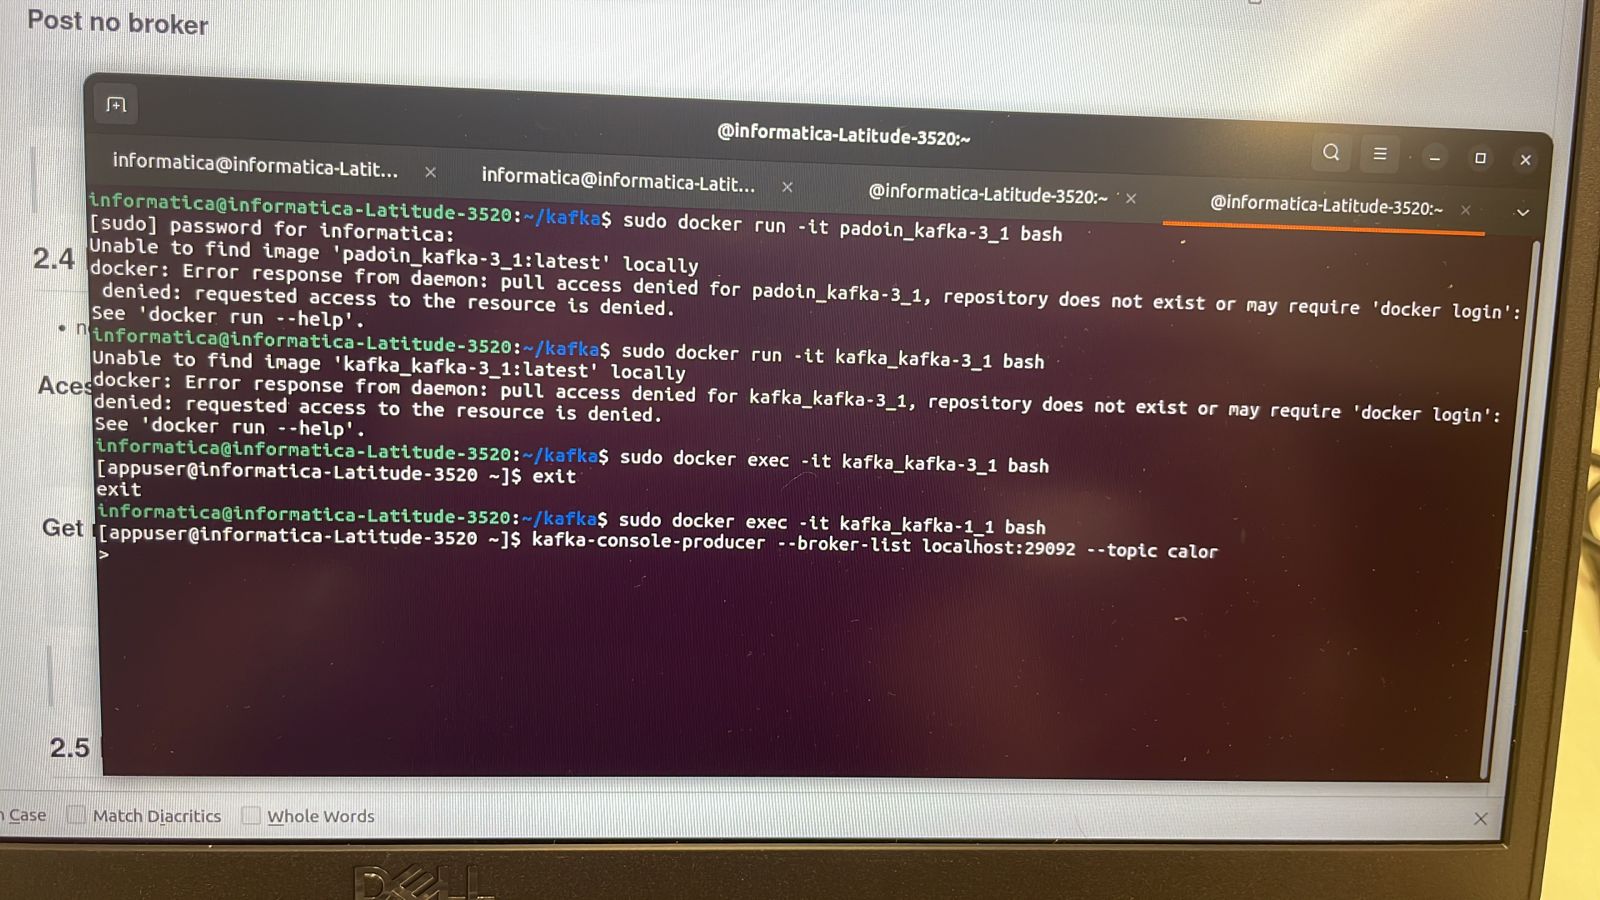 Post no broker
@informatica-Latitude-3520:~
informatica@informatica-Latit...
informatica@informatica-Latit...
@informatica-Latitude-3520:~
@informatica-Latitude-3520:~
informatica@informatica-Latitude-3520:~/kafka$ sudo docker run -it padoin_kafka-3_1 bash
[sudo] password for informatica:
Unable to find image 'padoin_kafka-3_1:latest' locally
docker: Error response from daemon: pull access denied for padoin_kafka-3_1, repository does not exist or may require 'docker login':
denied: requested access to the resource is denied.
See 'docker run --help'.
informatica@informatica-Latitude-3520:~/kafka$ sudo docker run -it kafka_kafka-3_1 bash
Unable to find image 'kafka_kafka-3_1:latest' locally
docker: Error response from daemon: pull access denied for kafka_kafka-3_1, repository does not exist or may require 'docker login':
denied: requested access to the resource is denied.
See 'docker run --help'.
informatica@informatica-Latitude-3520:~/kafka$ sudo docker exec -it kafka_kafka-3_1 bash
[appuser@informatica-Latitude-3520 ~]$ exit
exit
informatica@informatica-Latitude-3520:~/kafka$ sudo docker exec -it kafka_kafka-1_1 bash
[appuser@informatica-Latitude-3520 ~]$ kafka-console-producer --broker-list localhost:29092 --topic calor
>
2.4
Get
2.5
Case
Match Diacritics
Whole Words
DELL